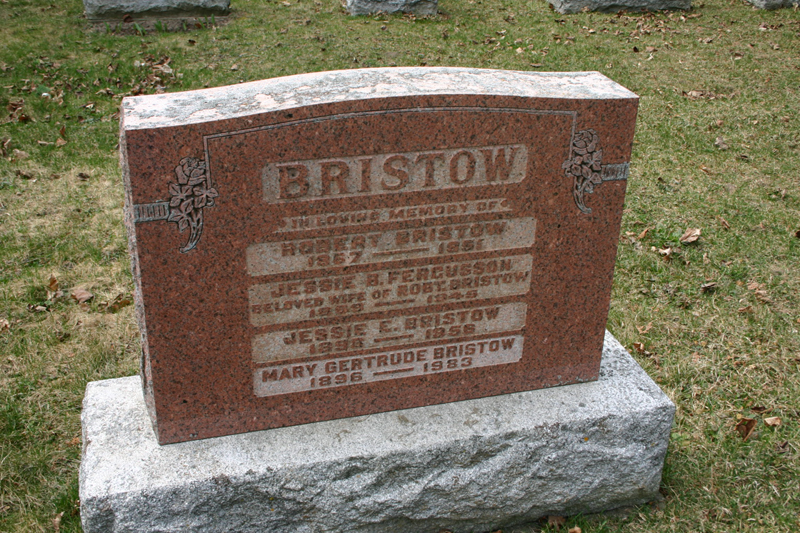 BRISTOW
IN LOVING MEMORY OF
ROBERT BRISTOW
1857 — 1951
JESSIE B. FERGUSSON
BELOVED WIFE OF ROBT. BRISTOW
JESSIE E. BRISTOW
MARY GERTRUDE BRISTOW
1896 — 1983